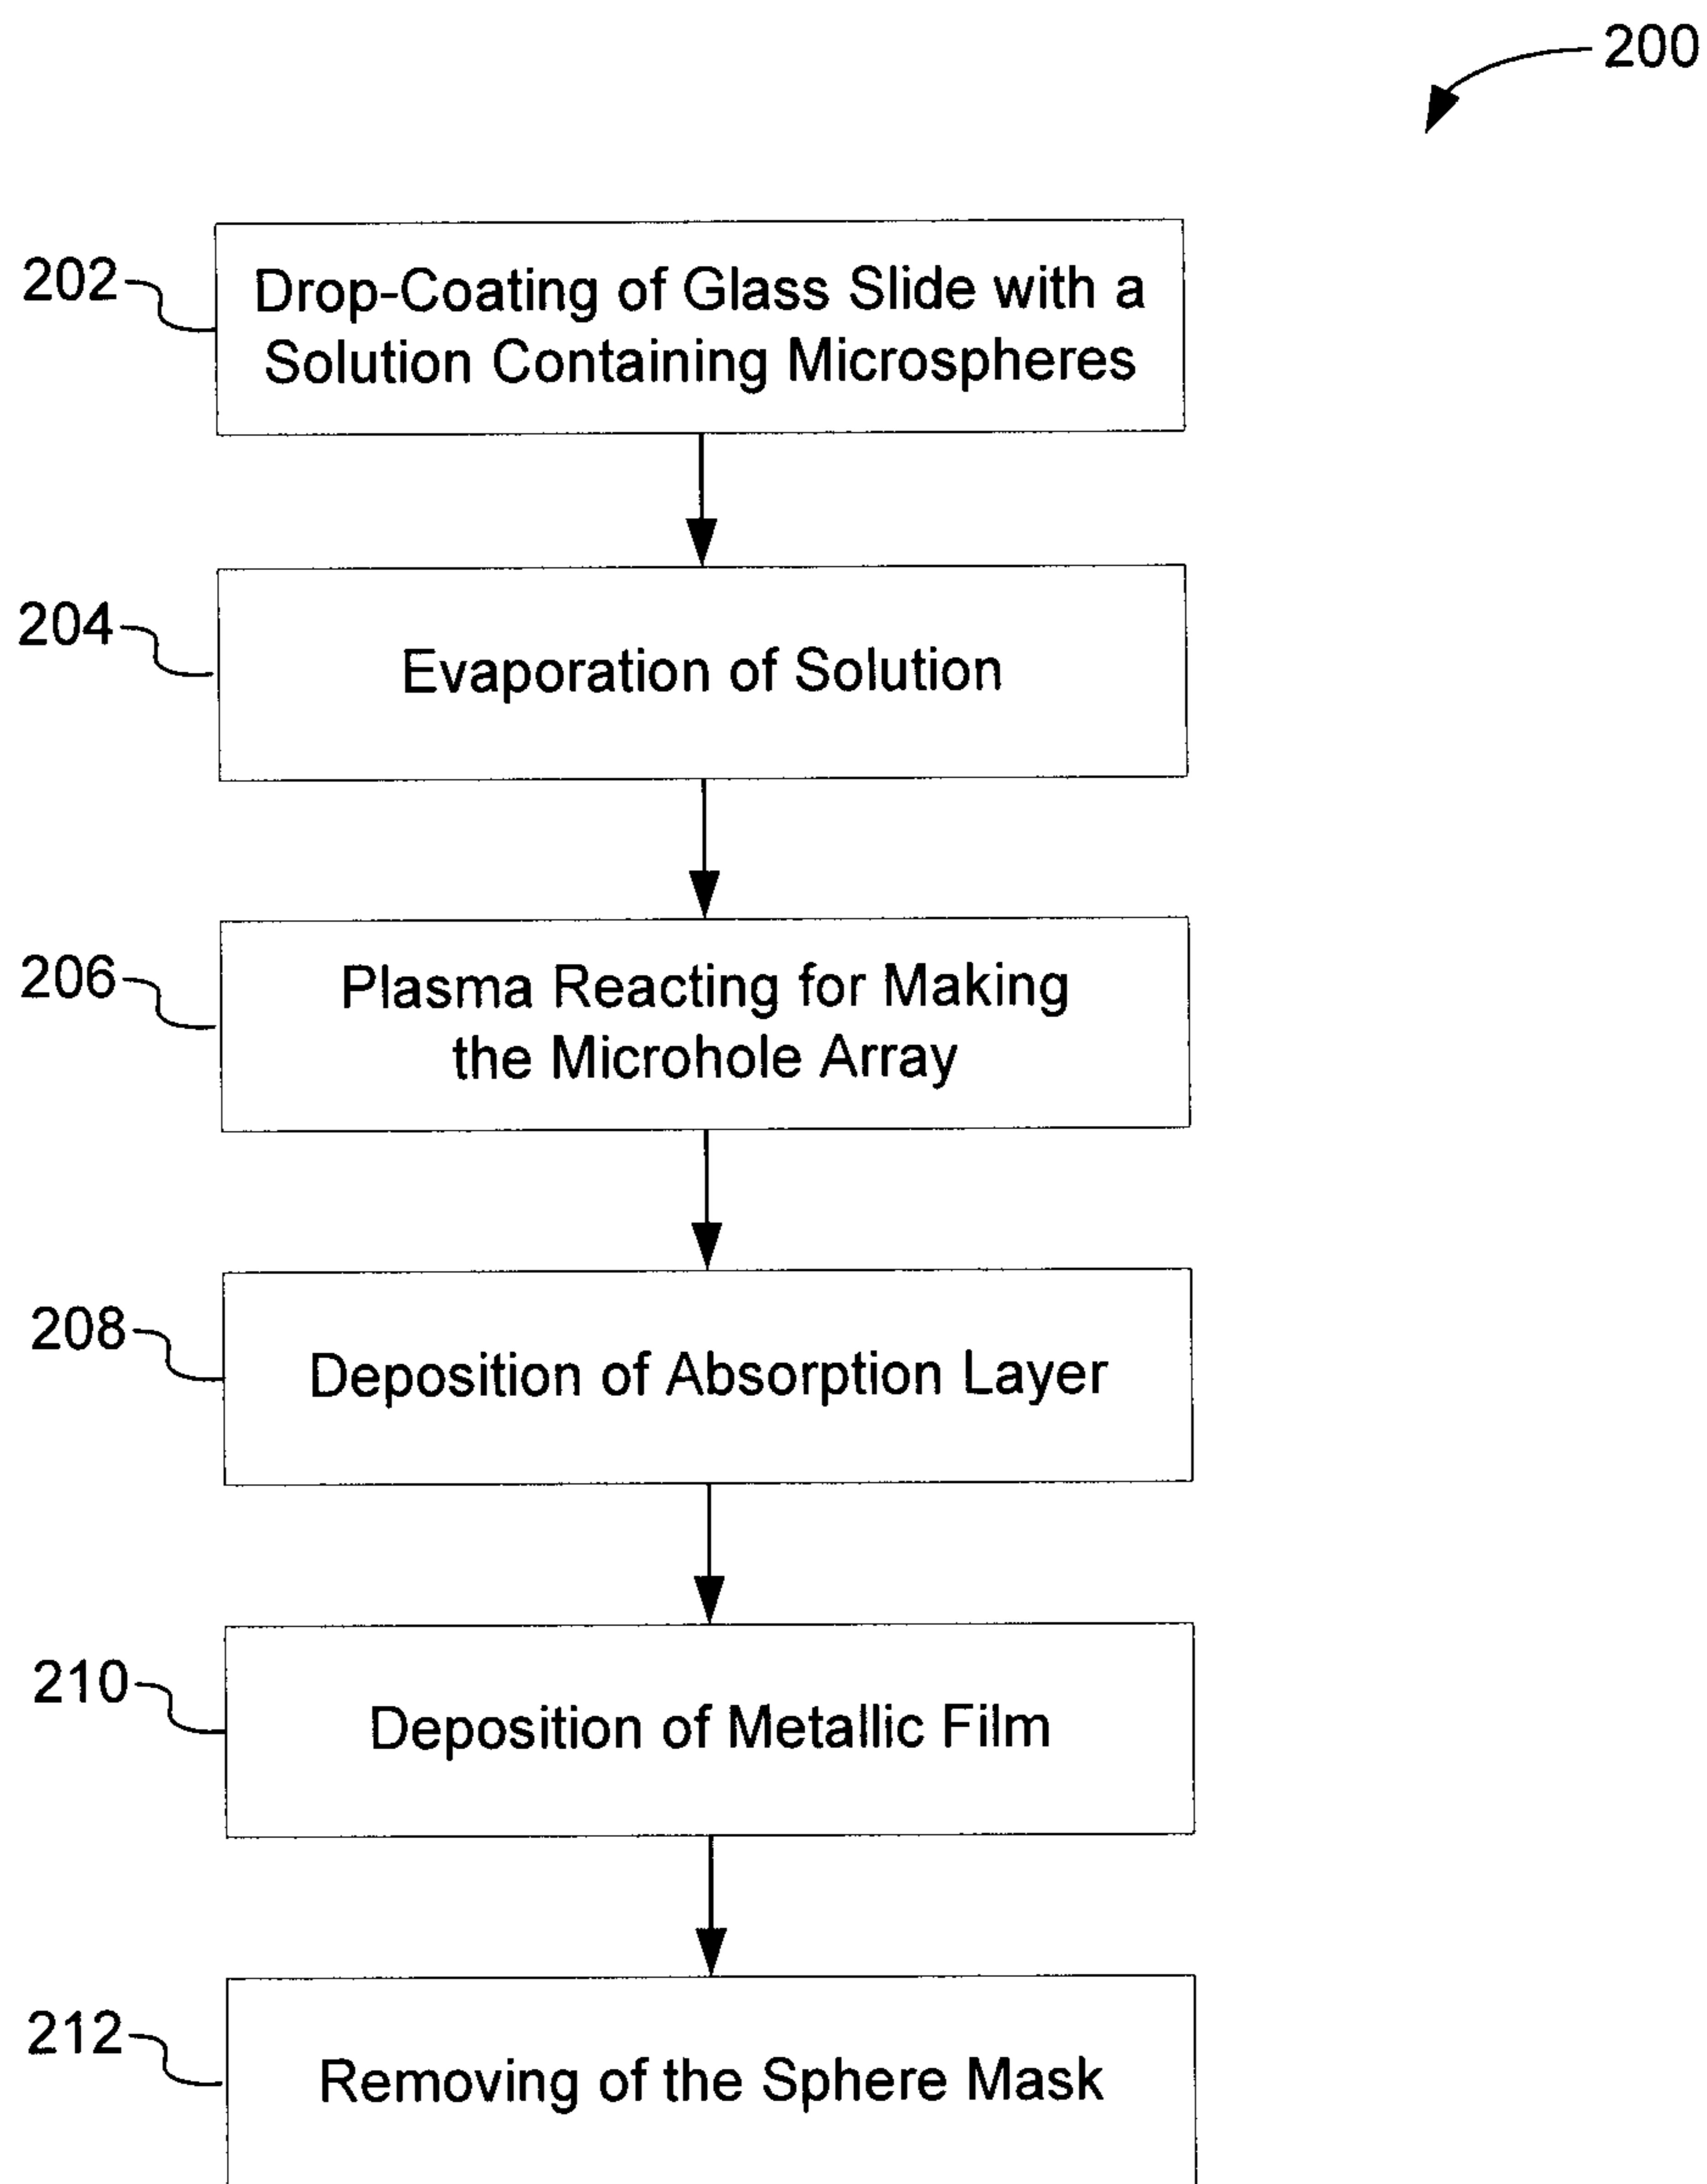 200
202
Drop-Coating of Glass Slide with a
Solution Containing Microspheres
204
Evaporation of Solution
206
Plasma Reacting for Making
the Microhole Array
208
Deposition of Absorption Layer
210
Deposition of Metallic Film
212
Removing of the Sphere Mask